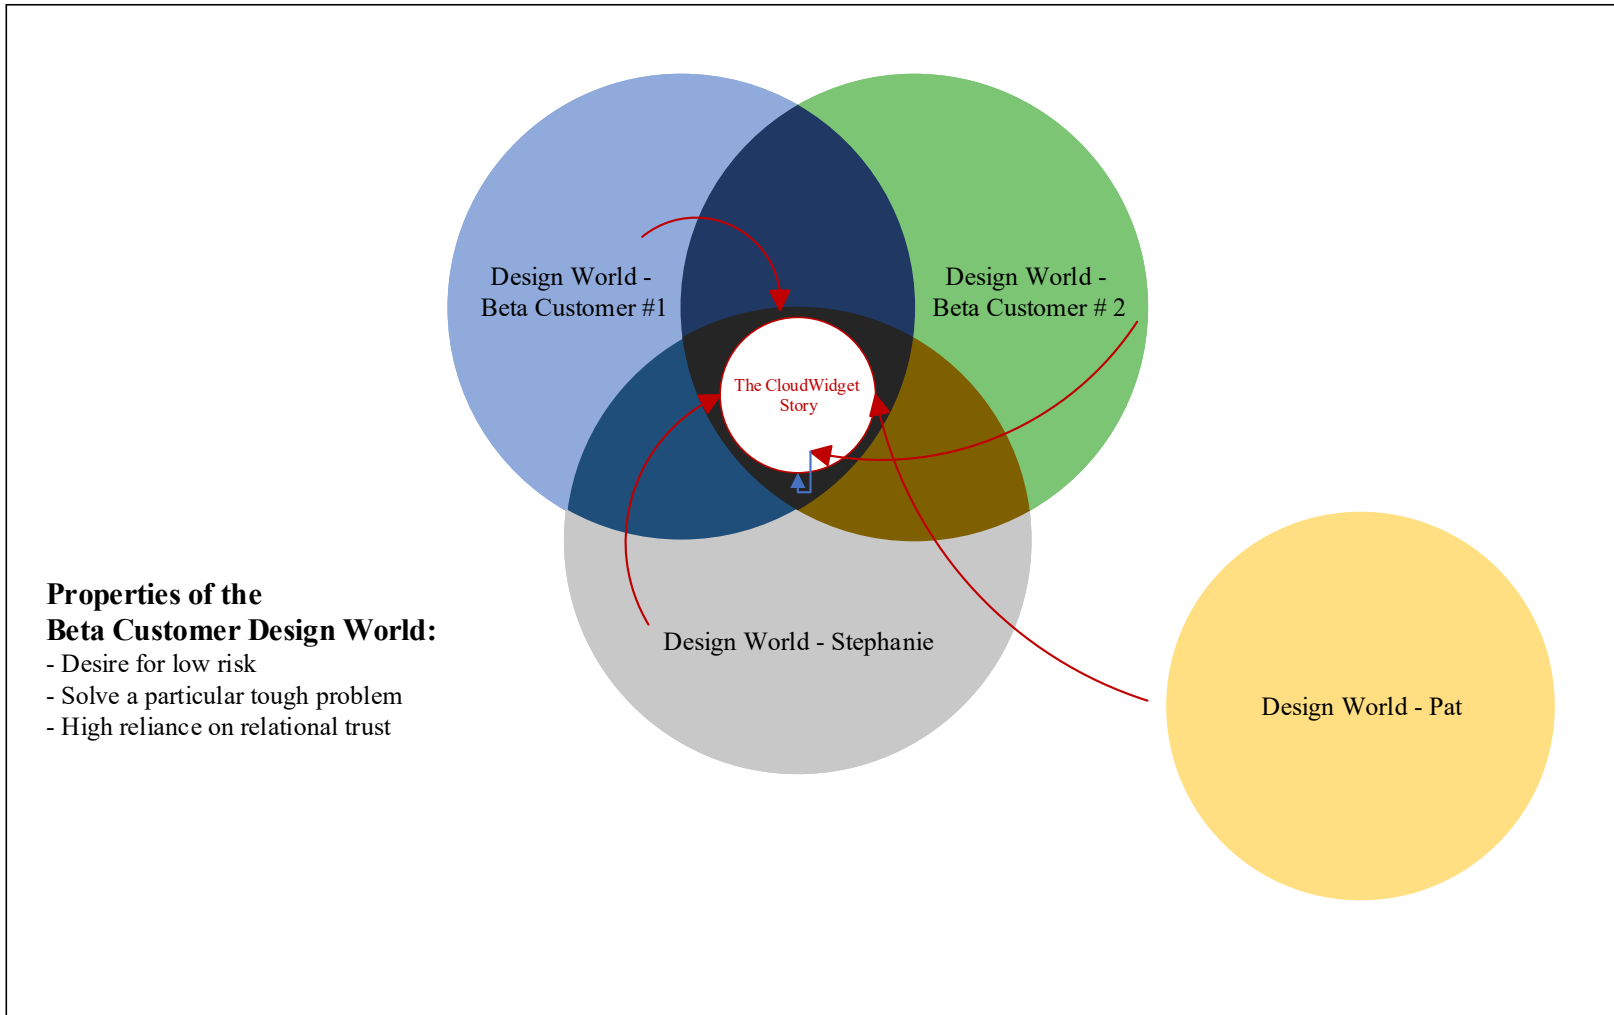 Design World -
Beta Customer #1
Design World -
Beta Customer # 2
The CloudWidget
Story
Design World - Stephanie
Design World - Pat
Properties of the
Beta Customer Design World:
- Desire for low risk
- Solve a particular tough problem
- High reliance on relational trust